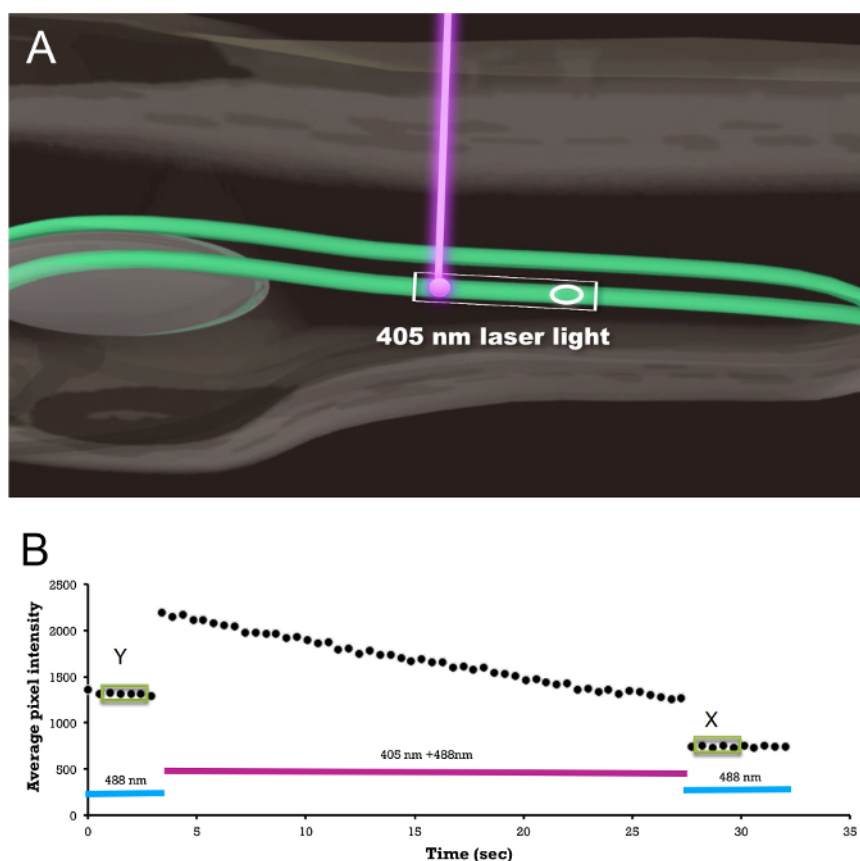 A
405 nm laser light
B
Average pixel intensity
2500
2000
1500
1000
500
0
Y
X
488 nm
405 nm +488nm
488 nm
0 5 10 15 20 25 30 35
Time (sec)